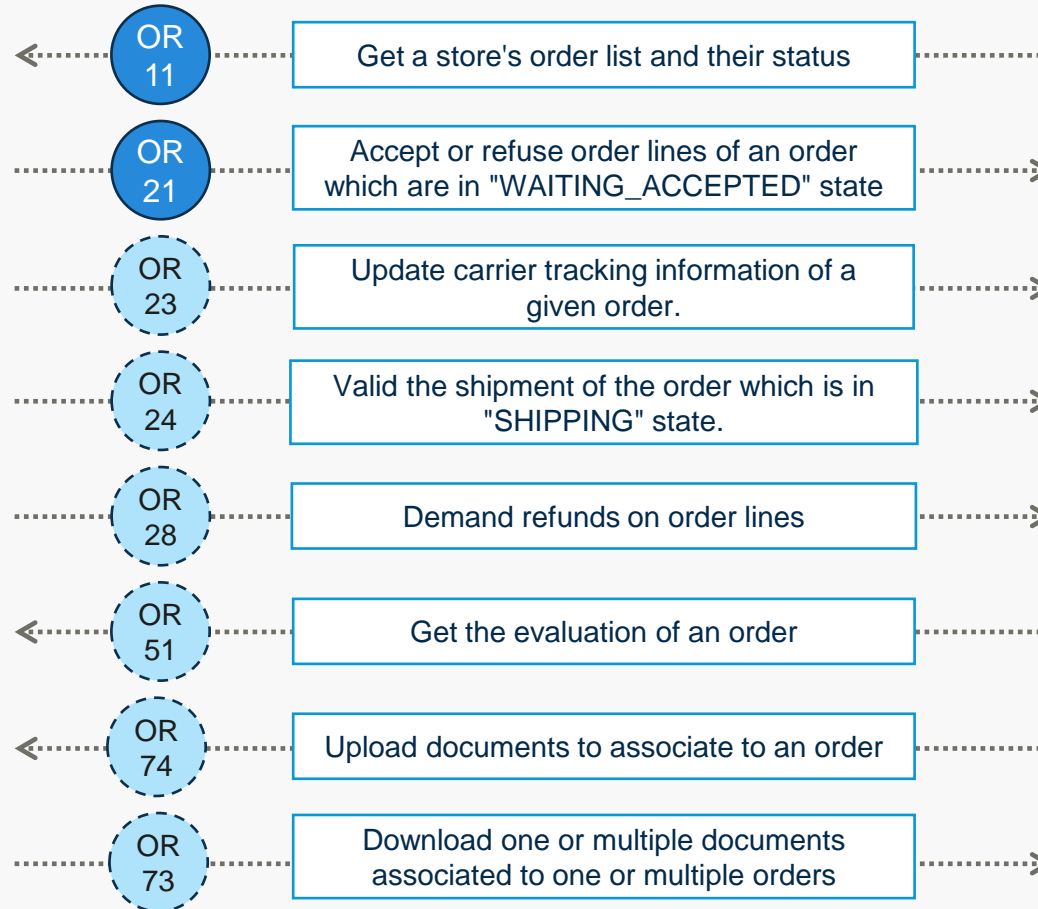 OR
11
Get a store's order list and their status
OR
21
Accept or refuse order lines of an order
which are in "WAITING_ACCEPTED" state
OR
23
Update carrier tracking information of a
given order.
OR
24
Valid the shipment of the order which is in
"SHIPPING" state.
OR
28
Demand refunds on order lines
OR
51
Get the evaluation of an order
OR
74
Upload documents to associate to an order
OR
73
Download one or multiple documents
associated to one or multiple orders